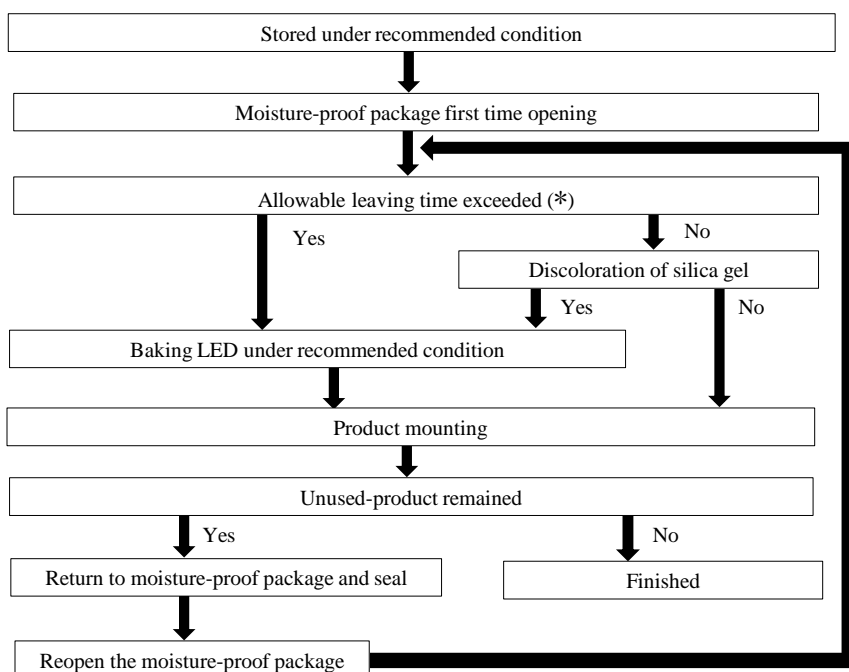 Stored under recommended condition
Moisture-proof package first time opening
Allowable leaving time exceeded (*)
Yes
No
Discoloration of silica gel
Yes
No
Baking LED under recommended condition
Product mounting
Unused-product remained
Yes
No
Return to moisture-proof package and seal
Finished
Reopen the moisture-proof package